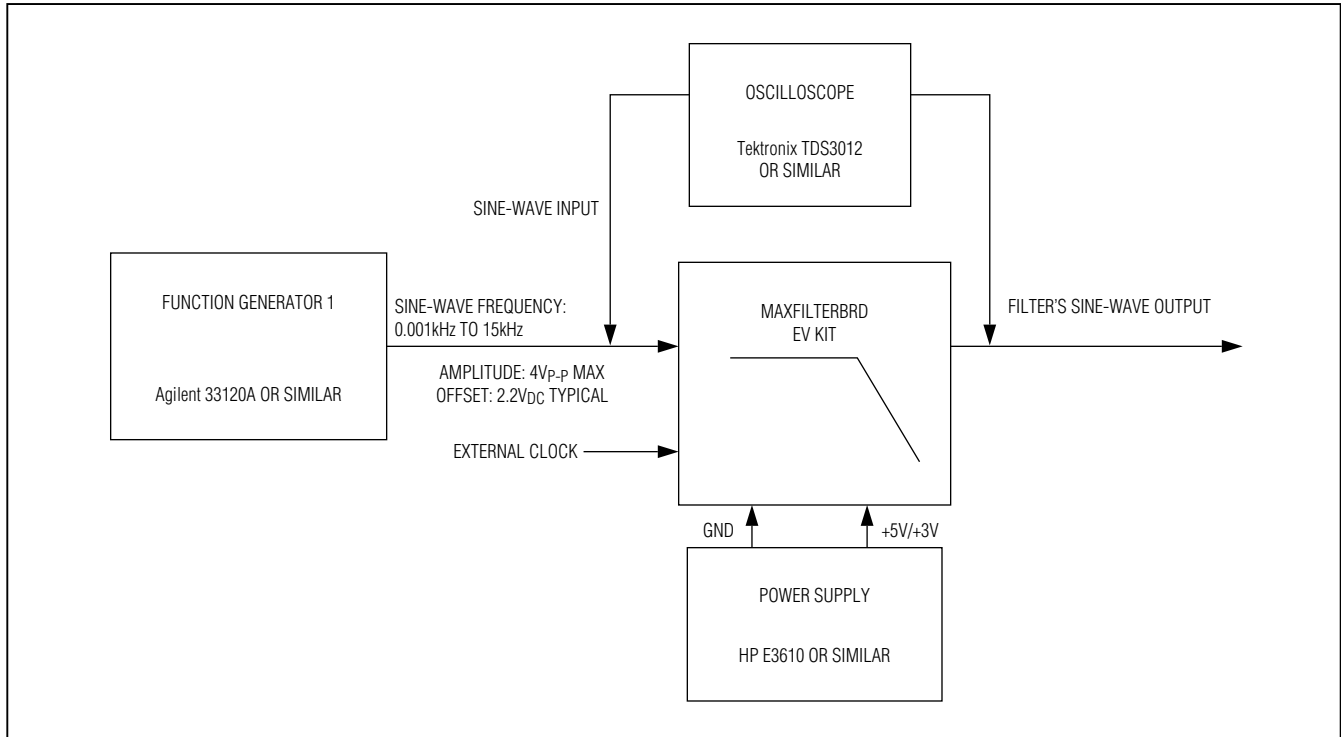 OSCILLOSCOPE
Tektronix TDS3012
OR SIMILAR
SINE-WAVE INPUT
FUNCTION GENERATOR 1
Agilent 33120A OR SIMILAR
SINE-WAVE FREQUENCY:
0.001kHz TO 15kHz
AMPLITUDE: 4VP-P MAX
OFFSET: 2.2VDC TYPICAL
EXTERNAL CLOCK
MAXFILTERBRD
EV KIT
FILTER'S SINE-WAVE OUTPUT
GND
+5V/+3V
POWER SUPPLY
HP E3610 OR SIMILAR